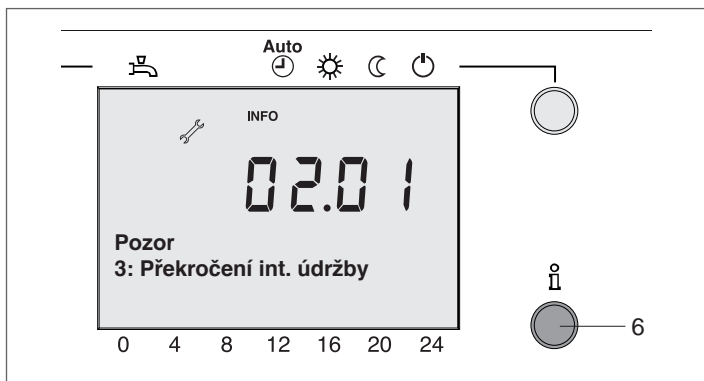 Auto
INFO
02.01
Pozor
3: Překročení int. údržby
6
0 4 8 12 16 20 24